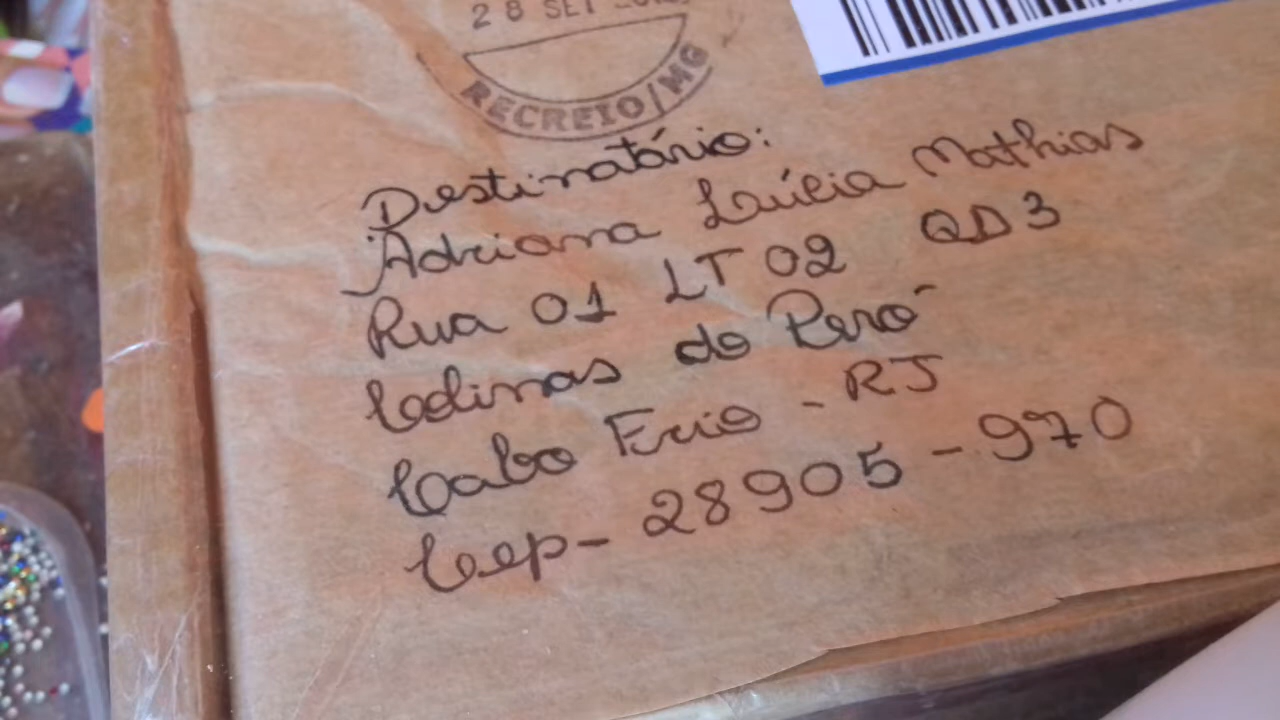 28 SET
RECREIO/MG
Destinatário:
Adriana Lúcia Mathias
Rua 01 LT 02 QD 3
Colinas do Peró
Cabo Frio - RJ
Cep - 28905-970